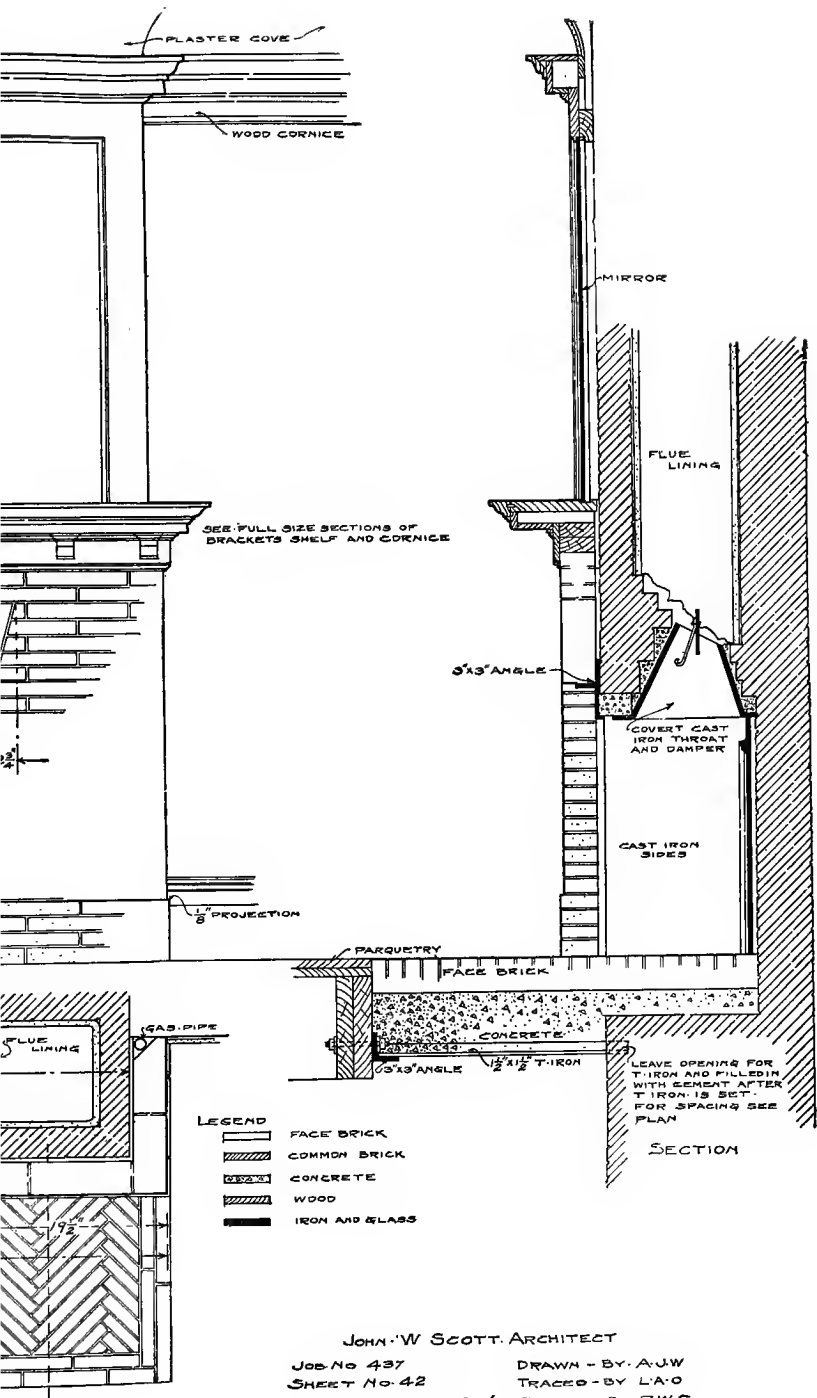 PLASTER COVE
WOOD CORNICE
MIRROR
FLUE
LINING
SEE FULL SIZE SECTIONS OF
BRACKETS SHELF AND CORNICE
3"X3" ANGLE
COVERT CAST
IRON THROAT
AND DAMPER
CAST IRON
SIDES
1/8" PROJECTION
PARQUETRY
FACE BRICK
GAS-PIPE
FLUE
LINING
CONCRETE
3"X3" ANGLE
1 1/2"X 1 1/2" T-IRON
LEAVE OPENING FOR
T-IRON AND FILLED IN
WITH CEMENT AFTER
T IRON IS SET-
FOR SPACING SEE
PLAN
SECTION
LEGEND
FACE BRICK
COMMON BRICK
CONCRETE
WOOD
IRON AND GLASS
19 1/2"
JOHN·W SCOTT. ARCHITECT
JOB No 437
DRAWN - BY. A.J.W
SHEET No. 42
TRACED - BY L.A.O